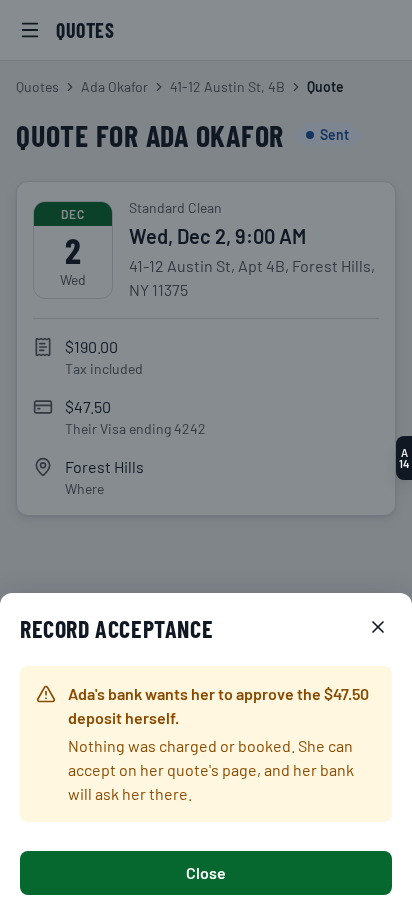 QUOTES
Quotes > Ada Okafor > 41-12 Austin St, 4B > Quote
QUOTE FOR ADA OKAFOR
Sent
DEC
2
Wed
Standard Clean
Wed, Dec 2, 9:00 AM
41-12 Austin St, Apt 4B, Forest Hills,
NY 11375
$190.00
Tax included
$47.50
Their Visa ending 4242
Forest Hills
Where
A
14
RECORD ACCEPTANCE
Ada's bank wants her to approve the $47.50
deposit herself.
Nothing was charged or booked. She can
accept on her quote's page, and her bank
will ask her there.
Close